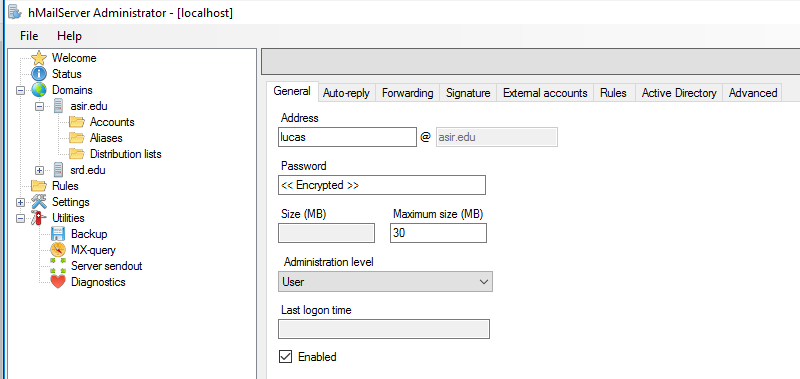 hMailServer Administrator - [localhost]
File Help
Welcome
Status
Domains
asir.edu
Accounts
Aliases
Distribution lists
srd.edu
Rules
Settings
Utilities
Backup
MX-query
Server sendout
Diagnostics
General Auto-reply Forwarding Signature External accounts Rules Active Directory Advanced
Address
lucas @ asir.edu
Password
<< Encrypted >>
Size (MB) Maximum size (MB)
30
Administration level
User
Last logon time
Enabled